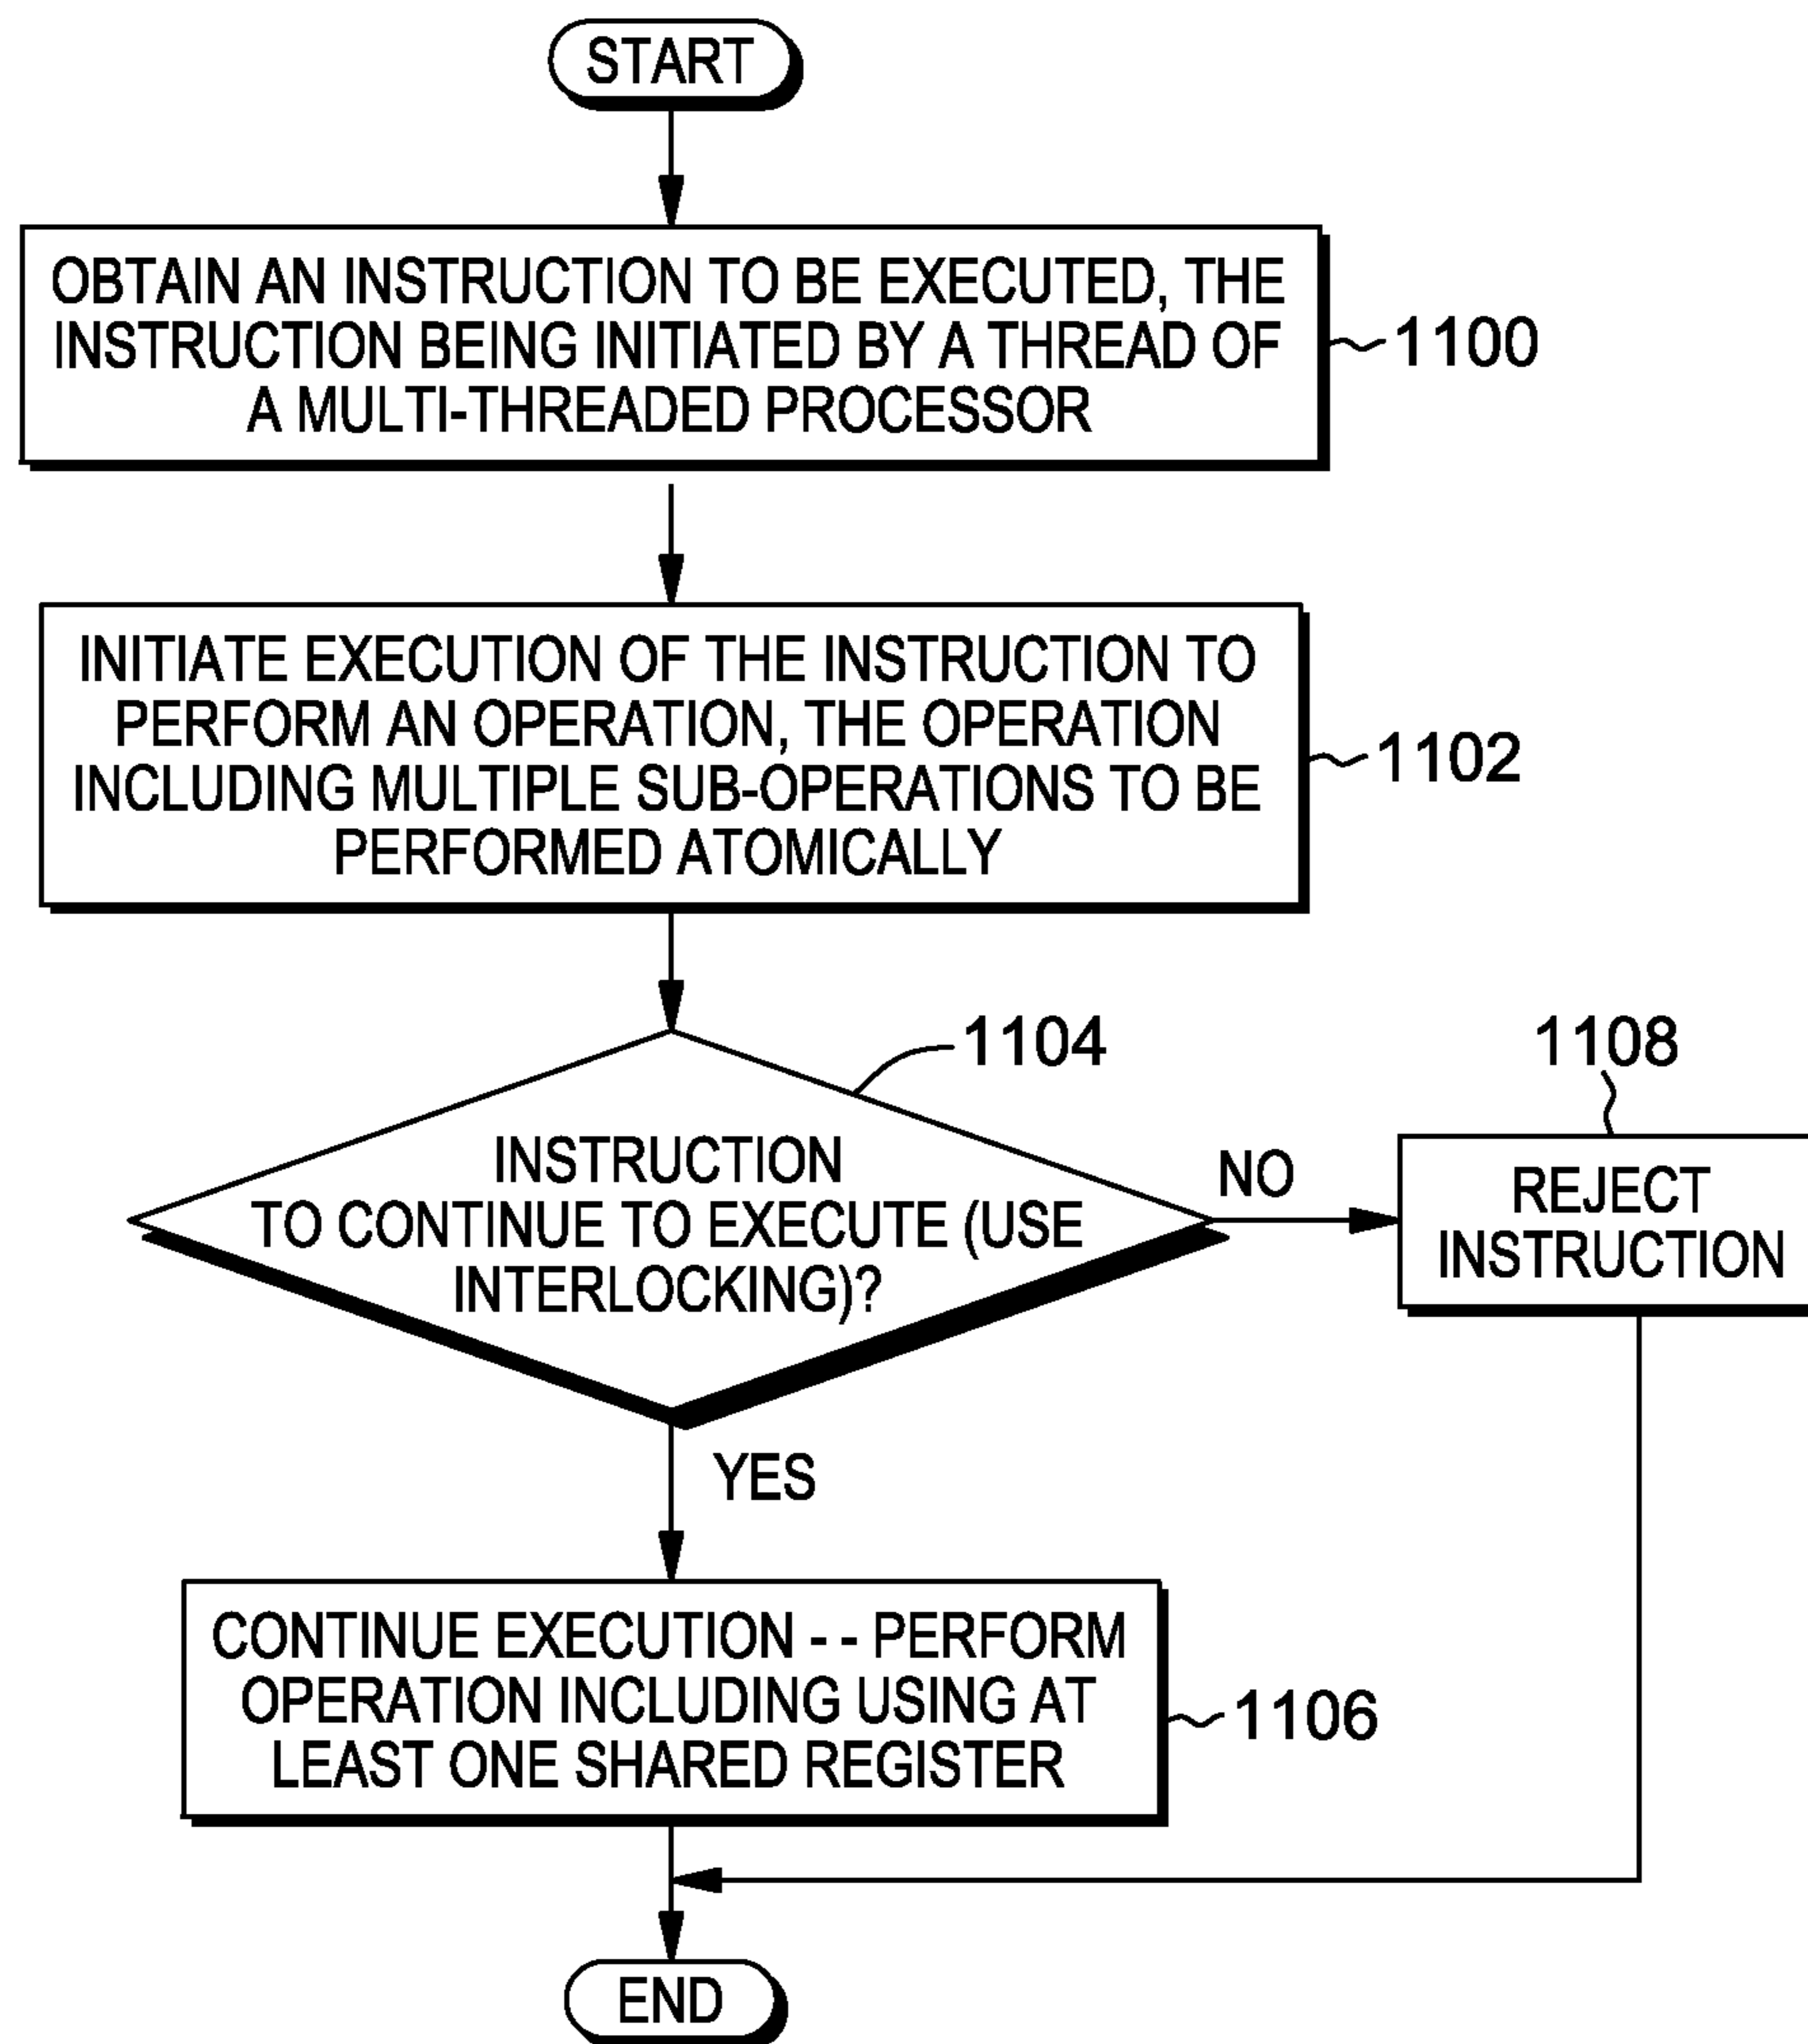 START
OBTAIN AN INSTRUCTION TO BE EXECUTED, THE
INSTRUCTION BEING INITIATED BY A THREAD OF
A MULTI-THREADED PROCESSOR
1100
INITIATE EXECUTION OF THE INSTRUCTION TO
PERFORM AN OPERATION, THE OPERATION
INCLUDING MULTIPLE SUB-OPERATIONS TO BE
PERFORMED ATOMICALLY
1102
1104
INSTRUCTION
TO CONTINUE TO EXECUTE (USE
INTERLOCKING)?
NO
1108
REJECT
INSTRUCTION
YES
CONTINUE EXECUTION - - PERFORM
OPERATION INCLUDING USING AT
LEAST ONE SHARED REGISTER
1106
END